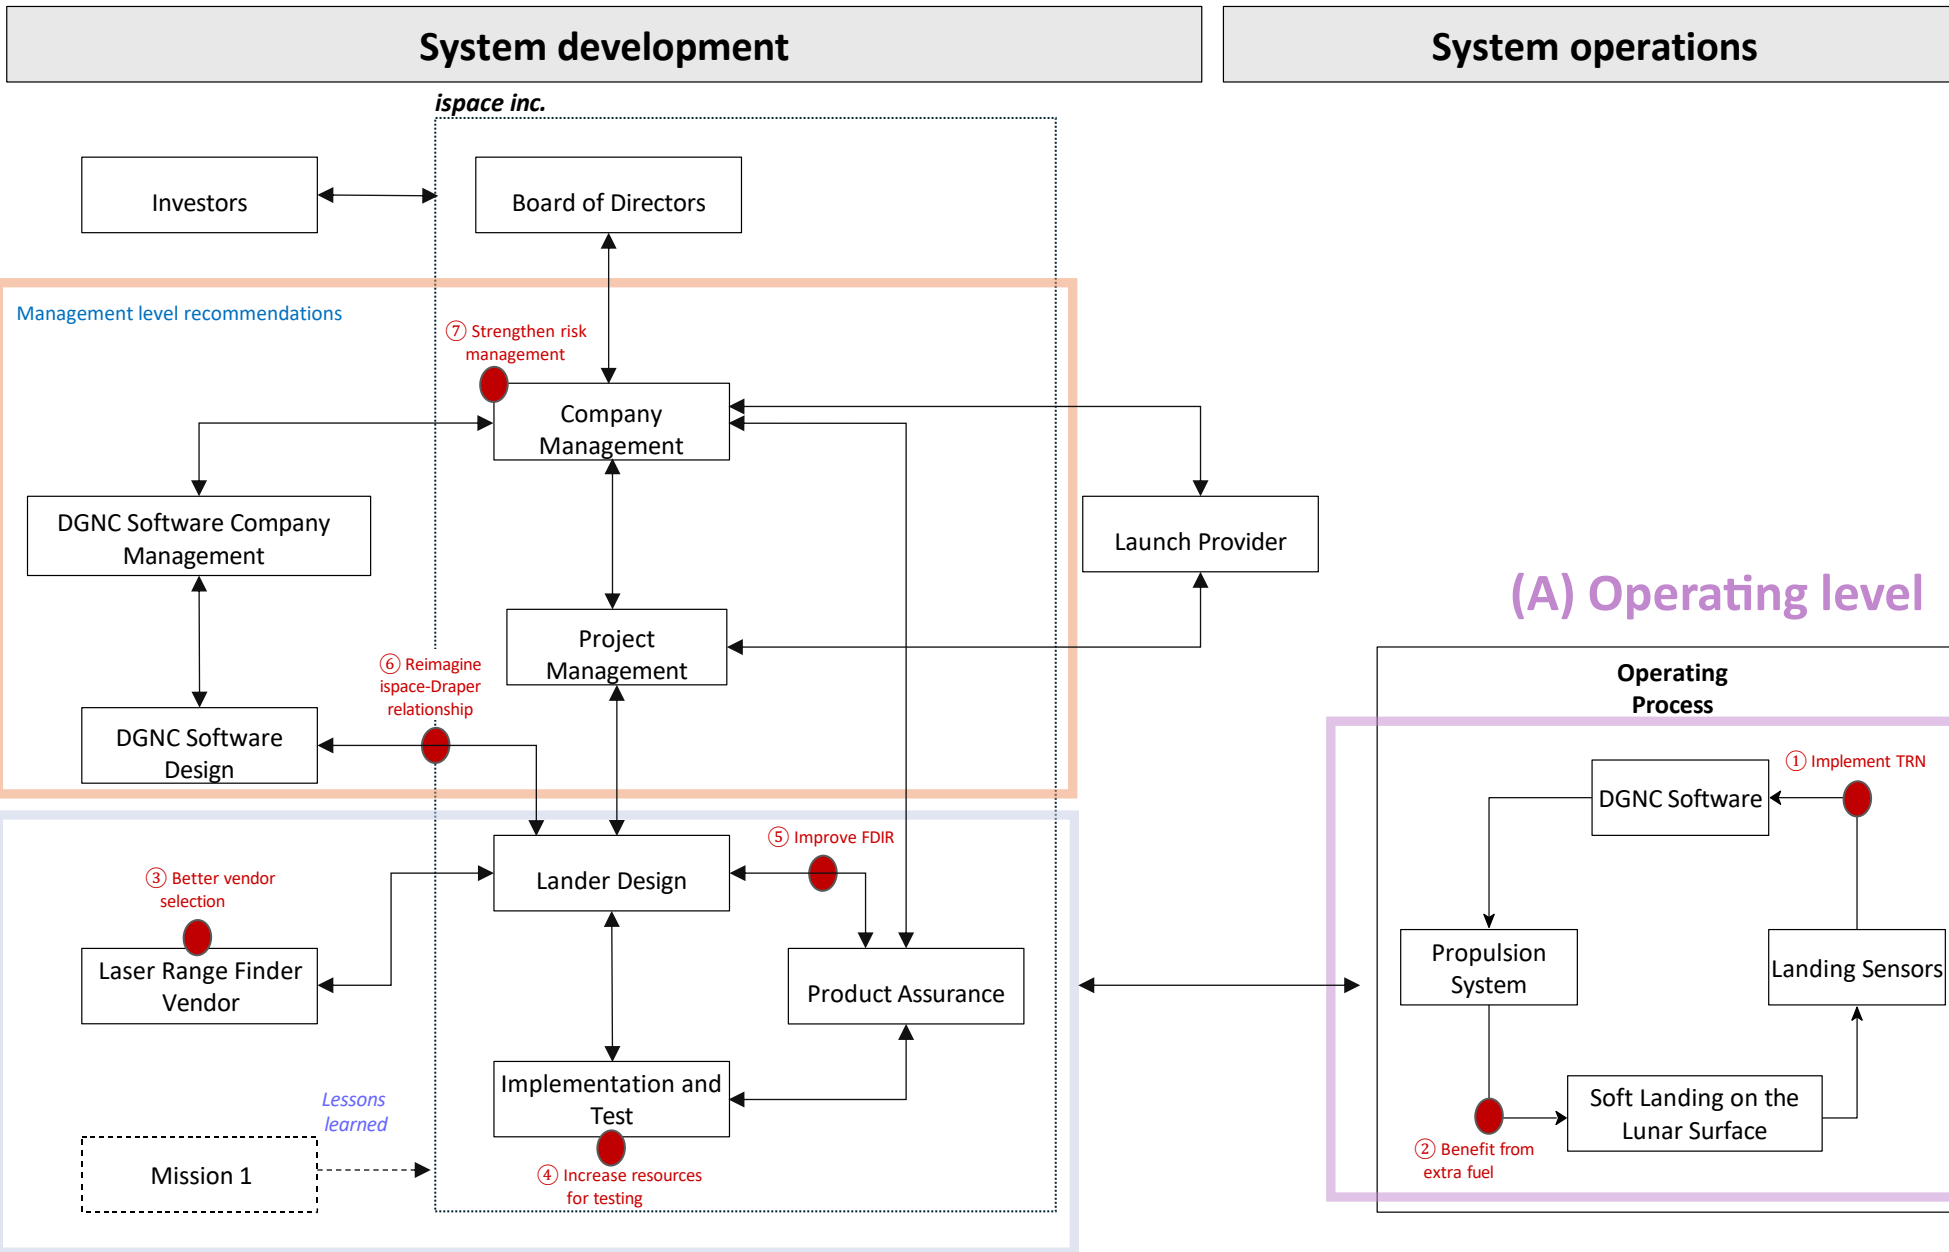 System development
System operations
ispace inc.
Investors
Board of Directors
Management level recommendations
⑦ Strengthen risk
management
Company
Management
DGNC Software Company
Management
Launch Provider
(A) Operating level
Project
Management
⑥ Reimagine
ispace-Draper
relationship
DGNC Software
Design
Operating
Process
① Implement TRN
DGNC Software
⑤ Improve FDIR
Lander Design
③ Better vendor
selection
Laser Range Finder
Vendor
Product Assurance
Propulsion
System
Landing Sensors
Implementation and
Test
Lessons
learned
Mission 1
④ Increase resources
for testing
Soft Landing on the
Lunar Surface
② Benefit from
extra fuel